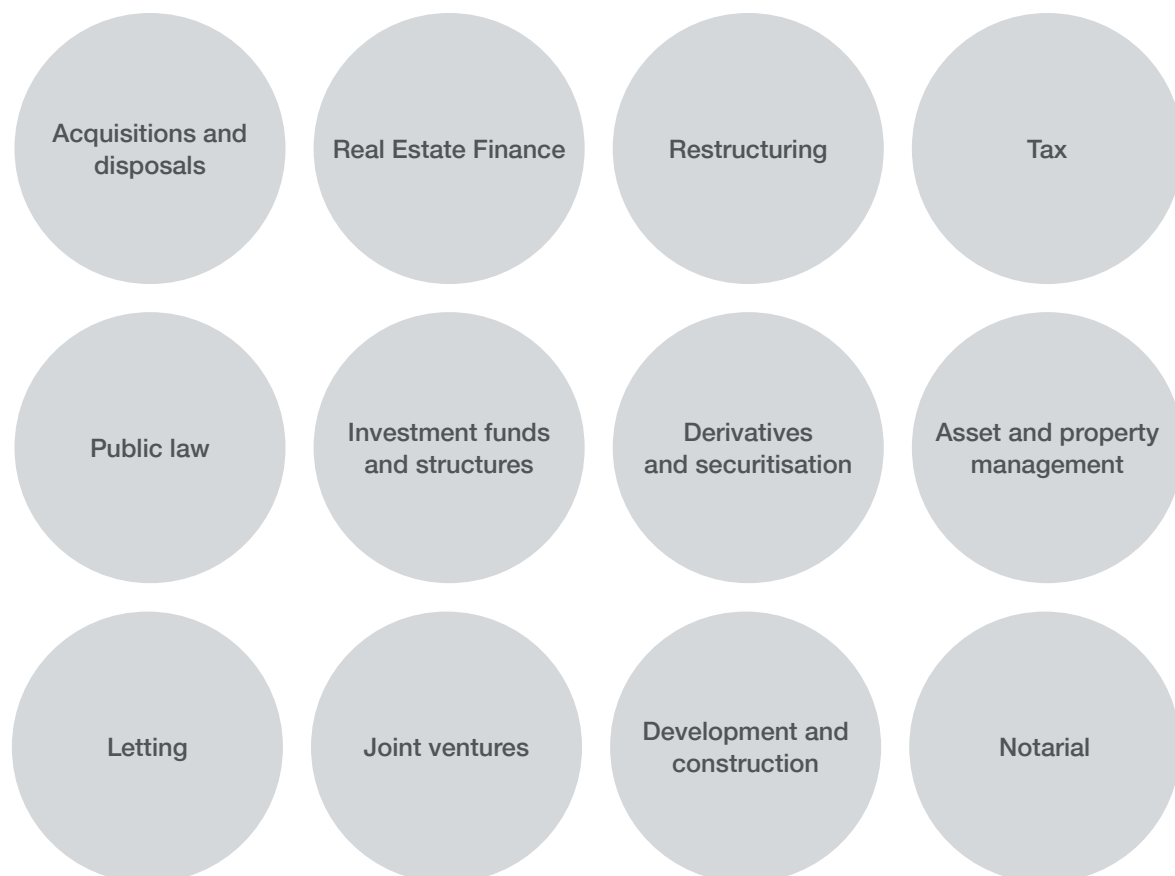 Acquisitions and
disposals
Real Estate Finance
Restructuring
Tax
Public law
Investment funds
and structures
Derivatives
and securitisation
Asset and property
management
Letting
Joint ventures
Development and
construction
Notarial